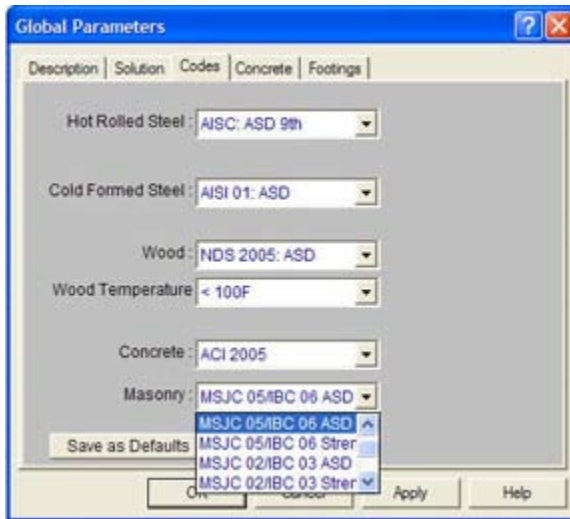 Global Parameters
Description Solution Codes Concrete Footings
Hot Rolled Steel : AISC: ASD 9th
Cold Formed Steel : AISI 01: ASD
Wood : NDS 2005: ASD
Wood Temperature < 100F
Concrete : ACI 2005
Masonry : MSJC 05/IBC 06 ASD
MSJC 05/IBC 06 ASD
Save as Defaults MSJC 05/IBC 06 Stren
MSJC 02/IBC 03 ASD
MSJC 02/IBC 03 Stren
Apply Help